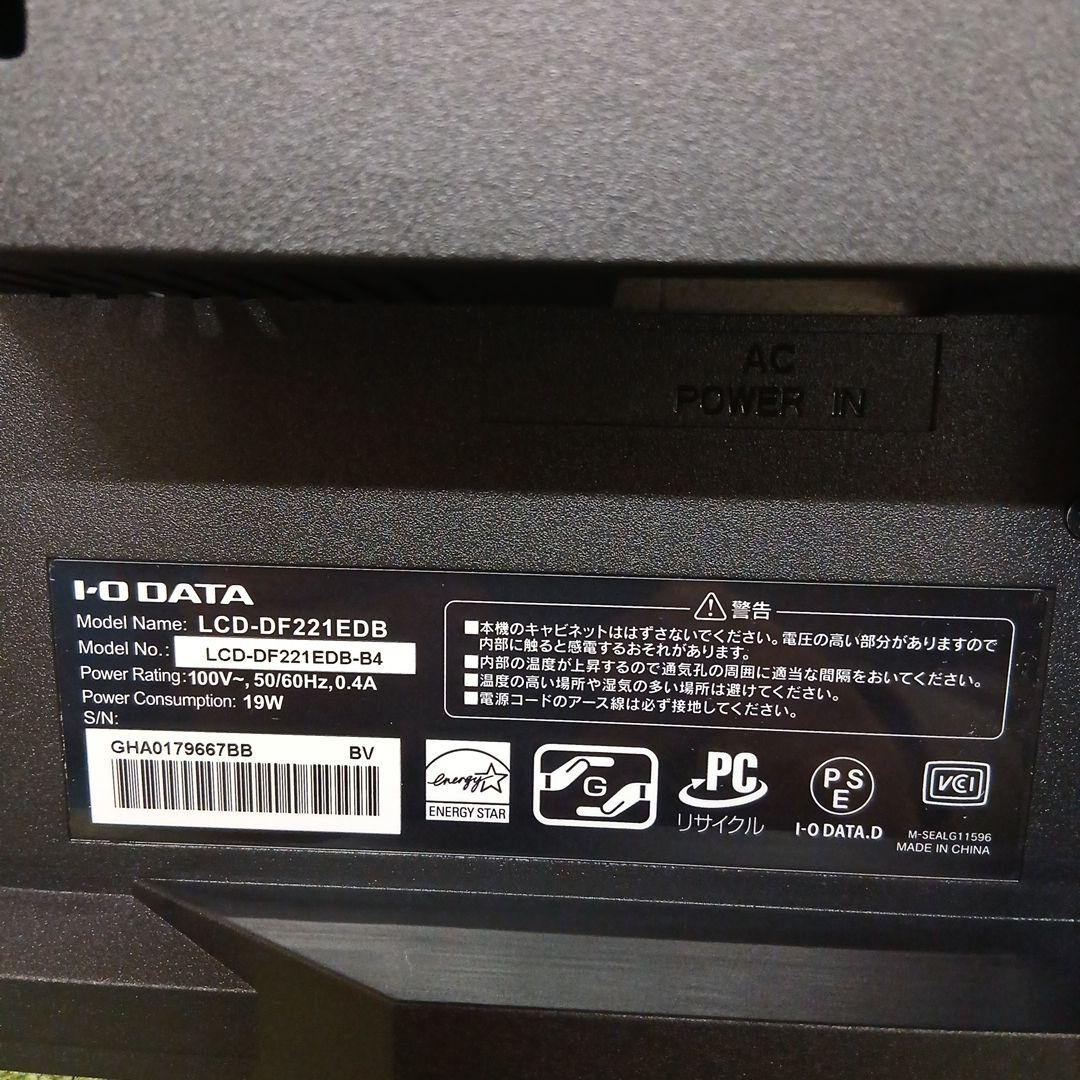 AC
POWER IN
I-O DATA
Model Name: LCD-DF221EDB
Model No.: LCD-DF221EDB-B4
Power Rating: 100V~, 50/60Hz, 0.4A
Power Consumption: 19W
S/N:
GHA0179667BB BV
警告
■本機のキャビネットははずさないでください。電圧の高い部分がありますので
内部に触ると感電するおそれがあります。
■内部の温度が上昇するので通気孔の周囲に適当な間隔をおいてください。
■温度の高い場所や湿気の多い場所は避けてください。
■電源コードのアース線は必ず接地してください。
energy
ENERGY STAR
G
PC
リサイクル
PSE
I-O DATA.D
VCI
M-SEALG11596
MADE IN CHINA